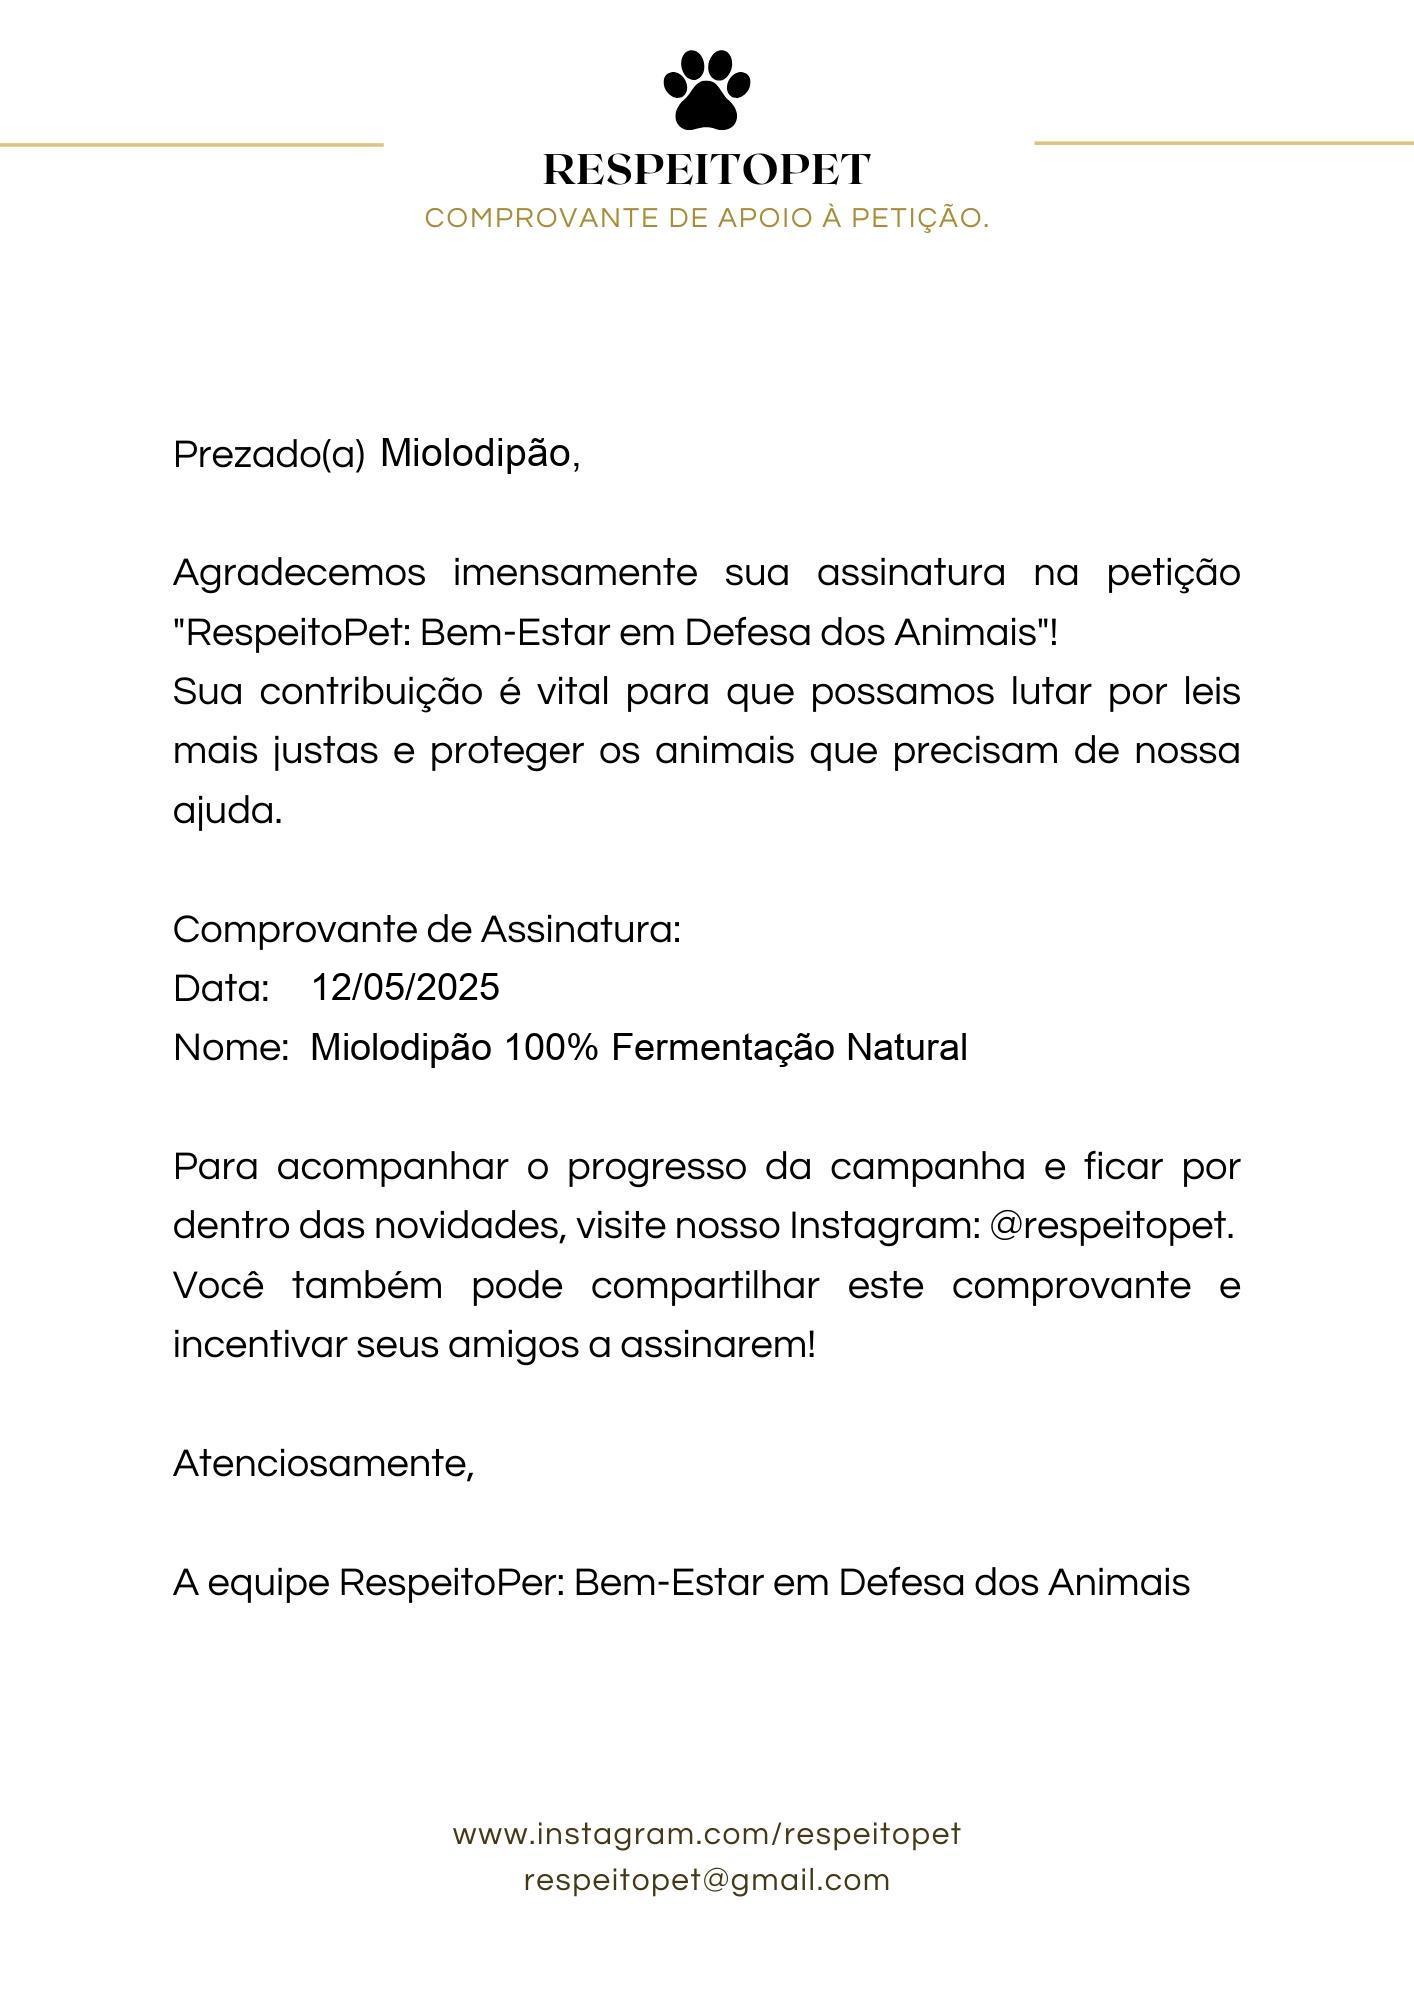 RESPEITOPET
COMPROVANTE DE APOIO À PETIÇÃO.
Prezado(a) Miolodipão,
Agradecemos imensamente sua assinatura na petição
"RespeitoPet: Bem-Estar em Defesa dos Animais"!
Sua contribuição é vital para que possamos lutar por leis
mais justas e proteger os animais que precisam de nossa
ajuda.
Comprovante de Assinatura:
Data: 12/05/2025
Nome: Miolodipão 100% Fermentação Natural
Para acompanhar o progresso da campanha e ficar por
dentro das novidades, visite nosso Instagram: @respeitopet.
Você também pode compartilhar este comprovante e
incentivar seus amigos a assinarem!
Atenciosamente,
A equipe RespeitoPer: Bem-Estar em Defesa dos Animais
www.instagram.com/respeitopet
respeitopet@gmail.com